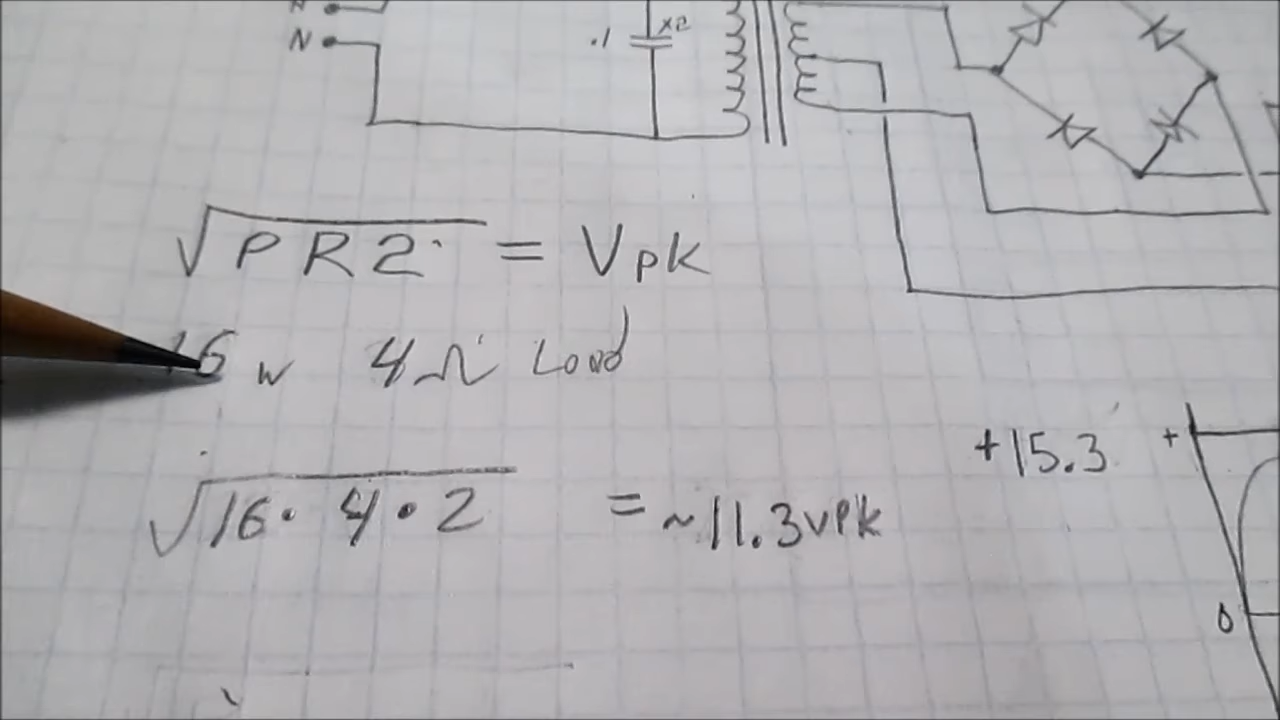 N
.1 x2
√PR2 = Vpk
16 w 4Ω Load
+15.3 +
√16 · 4 · 2 = ~11.3vpk
0